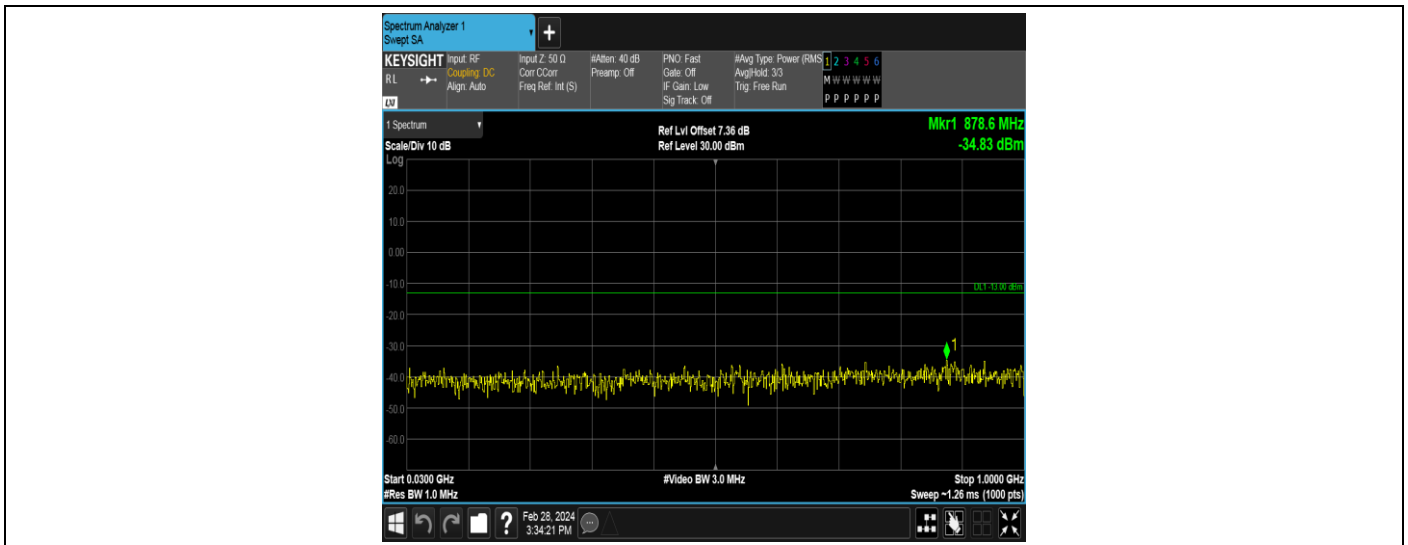 Spectrum Analyzer 1
Swept SA
+
KEYSIGHT
RL
LXI
Input: RF
Coupling: DC
Align: Auto
Input Z: 50 Ω
Corr CCorr
Freq Ref: Int (S)
#Atten: 40 dB
Preamp: Off
PNO: Fast
Gate: Off
IF Gain: Low
Sig Track: Off
#Avg Type: Power (RMS
Avg|Hold: 3/3
Trig: Free Run
1 2 3 4 5 6
M W W W W W
P P P P P P
1 Spectrum
Scale/Div 10 dB
Ref Lvl Offset 7.36 dB
Ref Level 30.00 dBm
Mkr1 878.6 MHz
-34.83 dBm
Log
20.0
10.0
0.00
-10.0
DL1 -13.00 dBm
-20.0
-30.0
1
-40.0
-50.0
-60.0
Start 0.0300 GHz
#Video BW 3.0 MHz
Stop 1.0000 GHz
#Res BW 1.0 MHz
Sweep ~1.26 ms (1000 pts)
?
Feb 28, 2024
3:34:21 PM